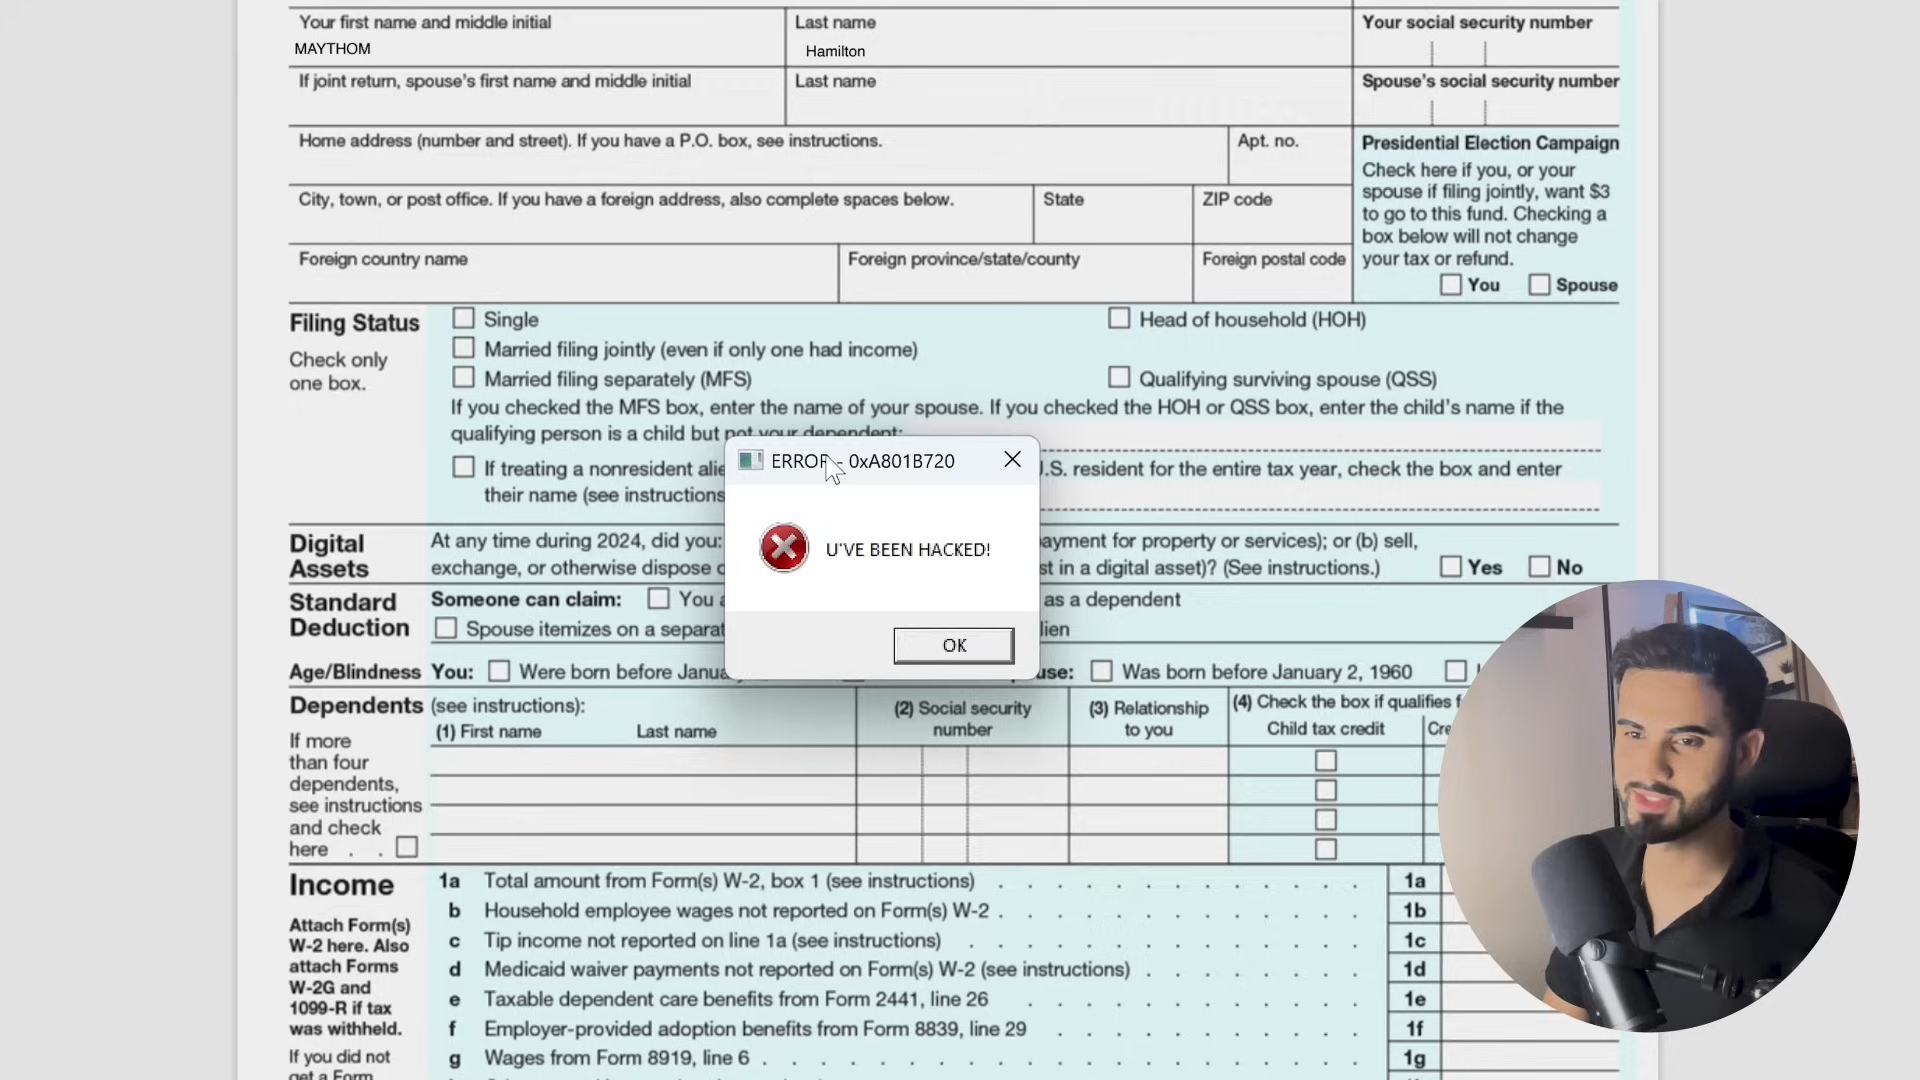 Your first name and middle initial
Last name
Your social security number
MAYTHOM
Hamilton
If joint return, spouse's first name and middle initial
Last name
Spouse's social security number
Home address (number and street). If you have a P.O. box, see instructions.
Apt. no.
Presidential Election Campaign
Check here if you, or your
spouse if filing jointly, want $3
to go to this fund. Checking a
box below will not change
your tax or refund.
You
Spouse
City, town, or post office. If you have a foreign address, also complete spaces below.
State
ZIP code
Foreign country name
Foreign province/state/county
Foreign postal code
Filing Status
Check only
one box.
Single
Head of household (HOH)
Married filing jointly (even if only one had income)
Married filing separately (MFS)
Qualifying surviving spouse (QSS)
If you checked the MFS box, enter the name of your spouse. If you checked the HOH or QSS box, enter the child's name if the
qualifying person is a child but not your dependent:
If treating a nonresident alie
U.S. resident for the entire tax year, check the box and enter
their name (see instructions
ERROR - 0xA801B720
U'VE BEEN HACKED!
OK
Digital
Assets
At any time during 2024, did you:
ayment for property or services); or (b) sell,
exchange, or otherwise dispose o
st in a digital asset)? (See instructions.)
Yes
No
Standard
Deduction
Someone can claim:
You a
as a dependent
Spouse itemizes on a separat
lien
Age/Blindness
You:
Were born before Janua
use:
Was born before January 2, 1960
Dependents
(see instructions):
(1) First name
Last name
(2) Social security
number
(3) Relationship
to you
(4) Check the box if qualifies f
Child tax credit
Cre
If more
than four
dependents,
see instructions
and check
here . .
Income
Attach Form(s)
W-2 here. Also
attach Forms
W-2G and
1099-R if tax
was withheld.
If you did not
get a Form
1a Total amount from Form(s) W-2, box 1 (see instructions) 1a
b Household employee wages not reported on Form(s) W-2 1b
c Tip income not reported on line 1a (see instructions) 1c
d Medicaid waiver payments not reported on Form(s) W-2 (see instructions) 1d
e Taxable dependent care benefits from Form 2441, line 26 1e
f Employer-provided adoption benefits from Form 8839, line 29 1f
g Wages from Form 8919, line 6 1g